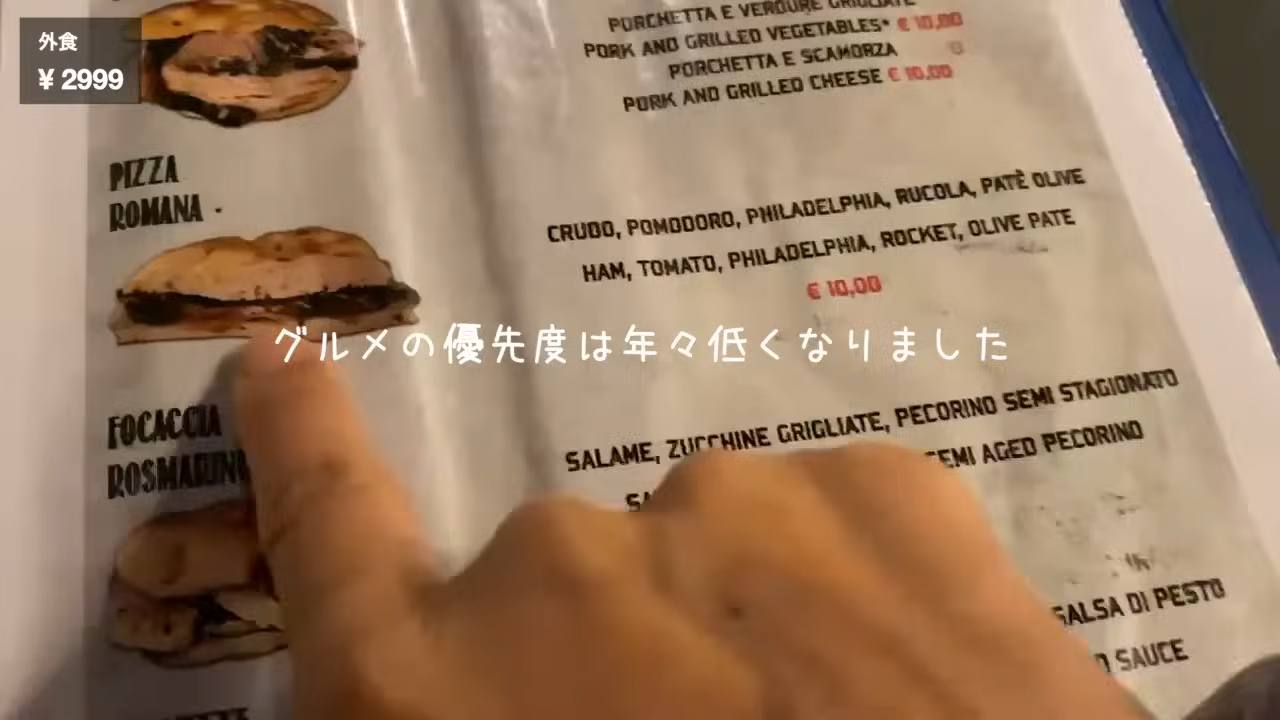 外食
¥ 2999
PORCHETTA E VERDURE GRIGLIATE
PORK AND GRILLED VEGETABLES* € 10,00
PORCHETTA E SCAMORZA
PORK AND GRILLED CHEESE € 10,00
PIZZA
ROMANA
CRUDO, POMODORO, PHILADELPHIA, RUCOLA, PATÈ OLIVE
HAM, TOMATO, PHILADELPHIA, ROCKET, OLIVE PATE
€ 10,00
グルメの優先度は年々低くなりました
FOCACCIA
ROSMARINO
SALAME, ZUCCHINE GRIGLIATE, PECORINO SEMI STAGIONATO
SEMI AGED PECORINO
SALSA DI PESTO
SAUCE